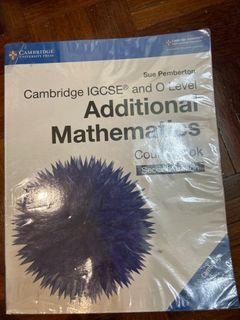 CAMBRIDGE
UNIVERSITY PRESS
Sue Pemberton
Cambridge IGCSE® and O Level
Additional
Mathematics
Coursebook
Second edition